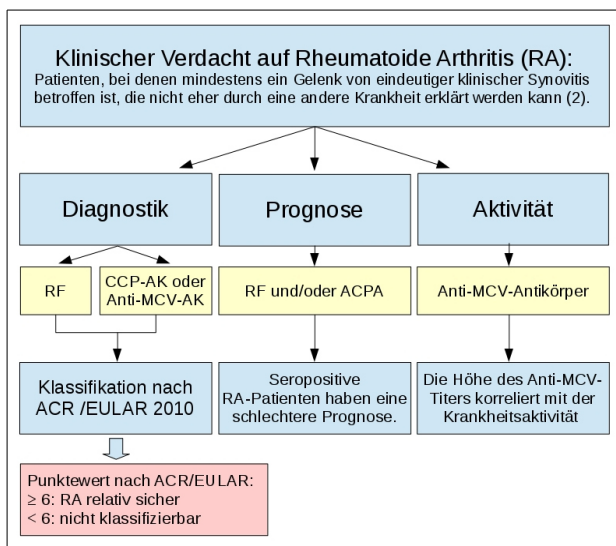 Klinischer Verdacht auf Rheumatoide Arthritis (RA):
Patienten, bei denen mindestens ein Gelenk von eindeutiger klinischer Synovitis
betroffen ist, die nicht eher durch eine andere Krankheit erklärt werden kann (2).
Diagnostik
Prognose
Aktivität
RF
CCP-AK oder
Anti-MCV-AK
RF und/oder ACPA
Anti-MCV-Antikörper
Klassifikation nach
ACR /EULAR 2010
Seropositive
RA-Patienten haben eine
schlechtere Prognose.
Die Höhe des Anti-MCV-
Titers korreliert mit der
Krankheitsaktivität
Punktewert nach ACR/EULAR:
≥ 6: RA relativ sicher
< 6: nicht klassifizierbar